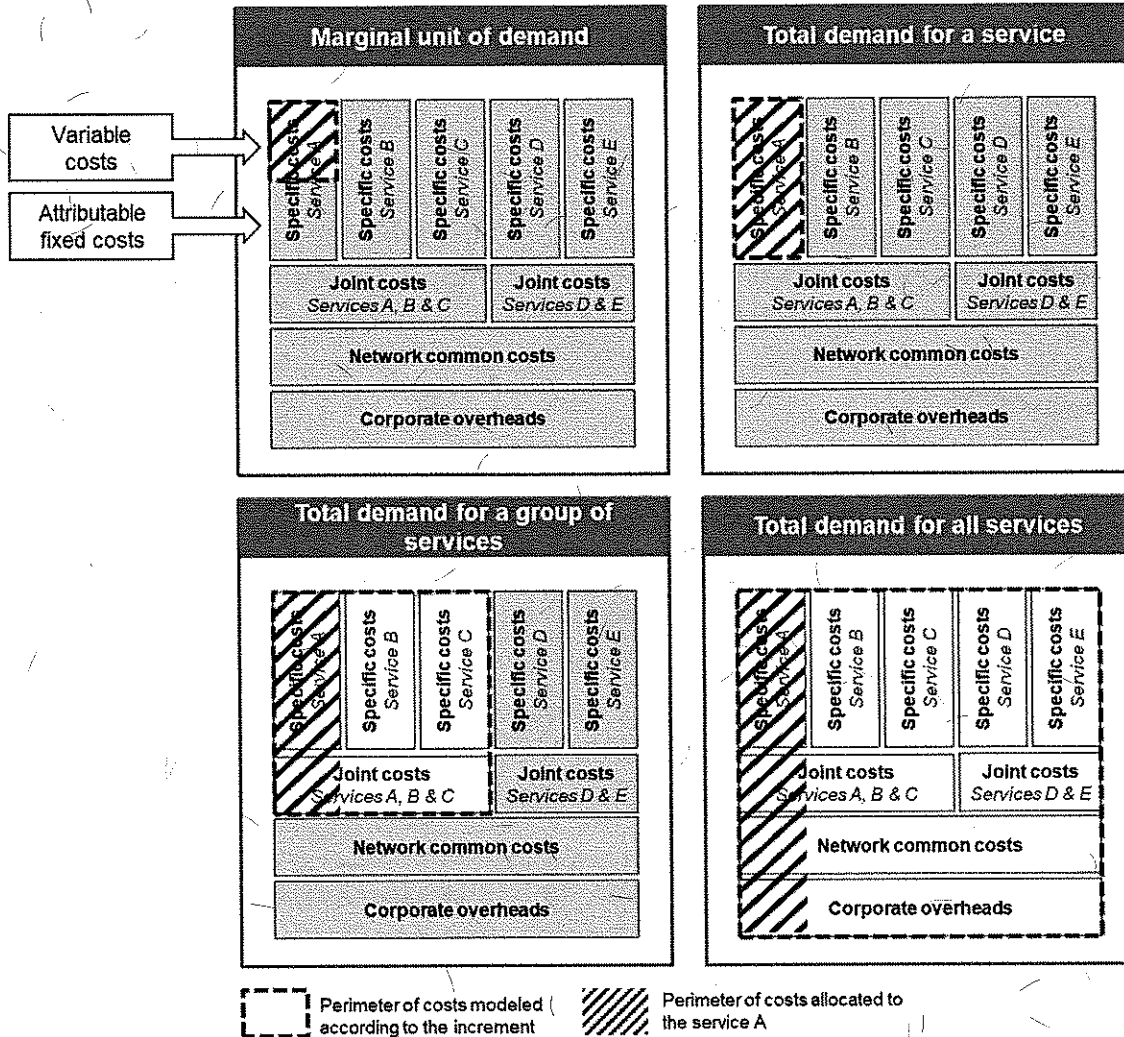 Marginal unit of demand
Variable
costs
Attributable
fixed costs
Specific costs
Service A
Specific costs
Service B
Specific costs
Service C
Specific costs
Service D
Specific costs
Service E
Joint costs
Services A, B & C
Joint costs
Services D & E
Network common costs
Corporate overheads
Total demand for a service
Specific costs
Service A
Specific costs
Service B
Specific costs
Service C
Specific costs
Service D
Specific costs
Service E
Joint costs
Services A, B & C
Joint costs
Services D & E
Network common costs
Corporate overheads
Total demand for a group of
services
Specific costs
Service A
Specific costs
Service B
Specific costs
Service C
Specific costs
Service D
Specific costs
Service E
Joint costs
Services A, B & C
Joint costs
Services D & E
Network common costs
Corporate overheads
Total demand for all services
Specific costs
Service A
Specific costs
Service B
Specific costs
Service C
Specific costs
Service D
Specific costs
Service E
Joint costs
Services A, B & C
Joint costs
Services D & E
Network common costs
Corporate overheads
Perimeter of costs modeled
according to the increment
Perimeter of costs allocated to
the service A